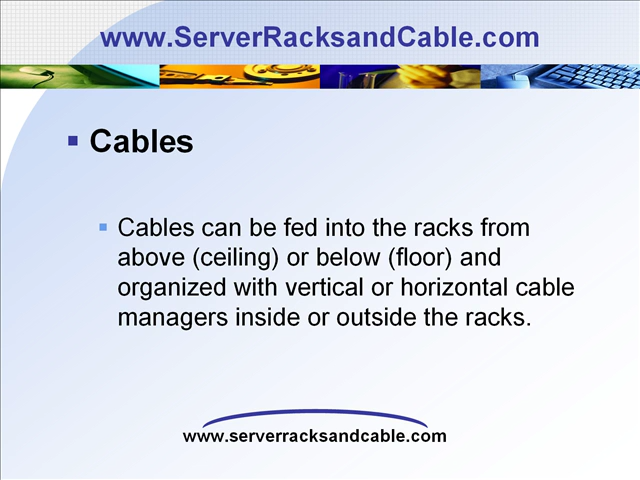 www.ServerRacksandCable.com
▪ Cables
▪ Cables can be fed into the racks from
above (ceiling) or below (floor) and
organized with vertical or horizontal cable
managers inside or outside the racks.
www.serverracksandcable.com